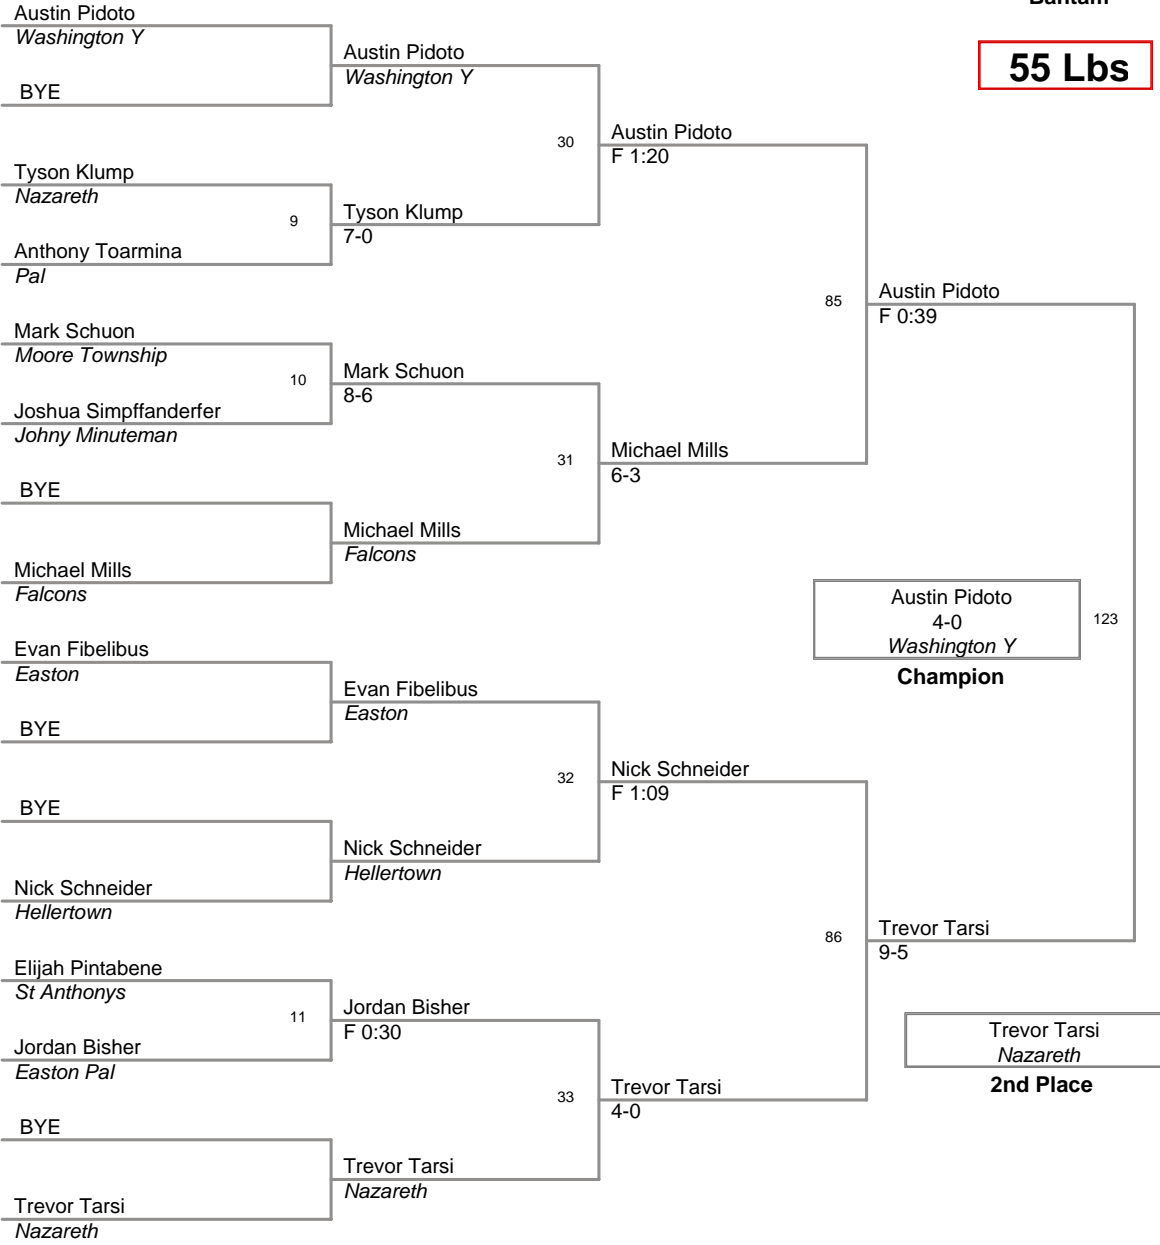 Bantam
55 Lbs
Austin Pidoto
Washington Y
BYE
Tyson Klump
Nazareth
9
Anthony Toarmina
Pal
Mark Schuon
Moore Township
10
Joshua Simpffanderfer
Johny Minuteman
BYE
Michael Mills
Falcons
Evan Fibelibus
Easton
BYE
BYE
Nick Schneider
Hellertown
Elijah Pintabene
St Anthonys
11
Jordan Bisher
Easton Pal
BYE
Trevor Tarsi
Nazareth
Austin Pidoto
Washington Y
30
Tyson Klump
7-0
Mark Schuon
8-6
31
Michael Mills
Falcons
Evan Fibelibus
Easton
32
Nick Schneider
Hellertown
Jordan Bisher
F 0:30
33
Trevor Tarsi
Nazareth
Austin Pidoto
F 1:20
85
Michael Mills
6-3
Nick Schneider
F 1:09
86
Trevor Tarsi
4-0
Austin Pidoto
F 0:39
123
Trevor Tarsi
9-5
Austin Pidoto
4-0
Washington Y
Champion
Trevor Tarsi
Nazareth
2nd Place